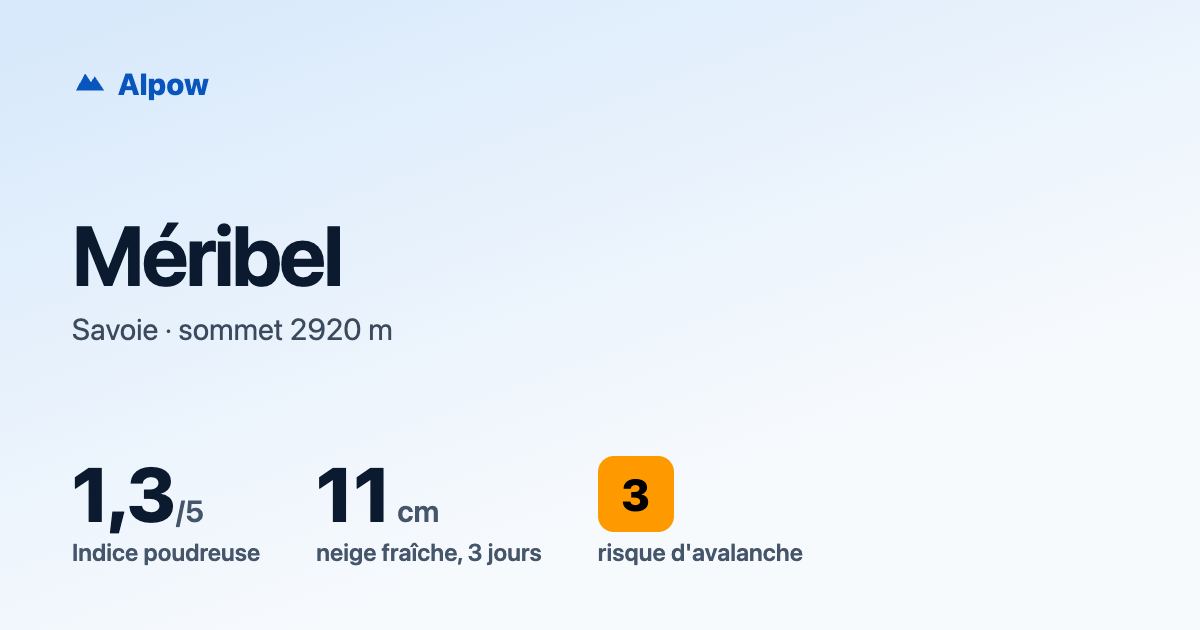 Alpow
Méribel
Savoie · sommet 2920 m
1,3/5
Indice poudreuse
11 cm
neige fraîche, 3 jours
3
risque d'avalanche